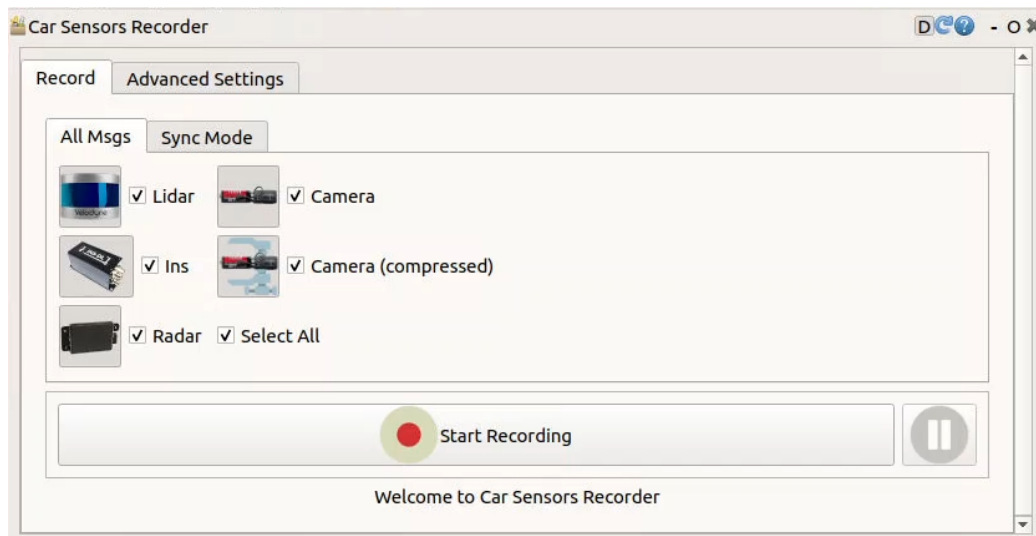 Car Sensors Recorder
D
- O
Record Advanced Settings
All Msgs Sync Mode
Velodyne Lidar Camera
Ins Camera (compressed)
Radar Select All
Start Recording
Welcome to Car Sensors Recorder